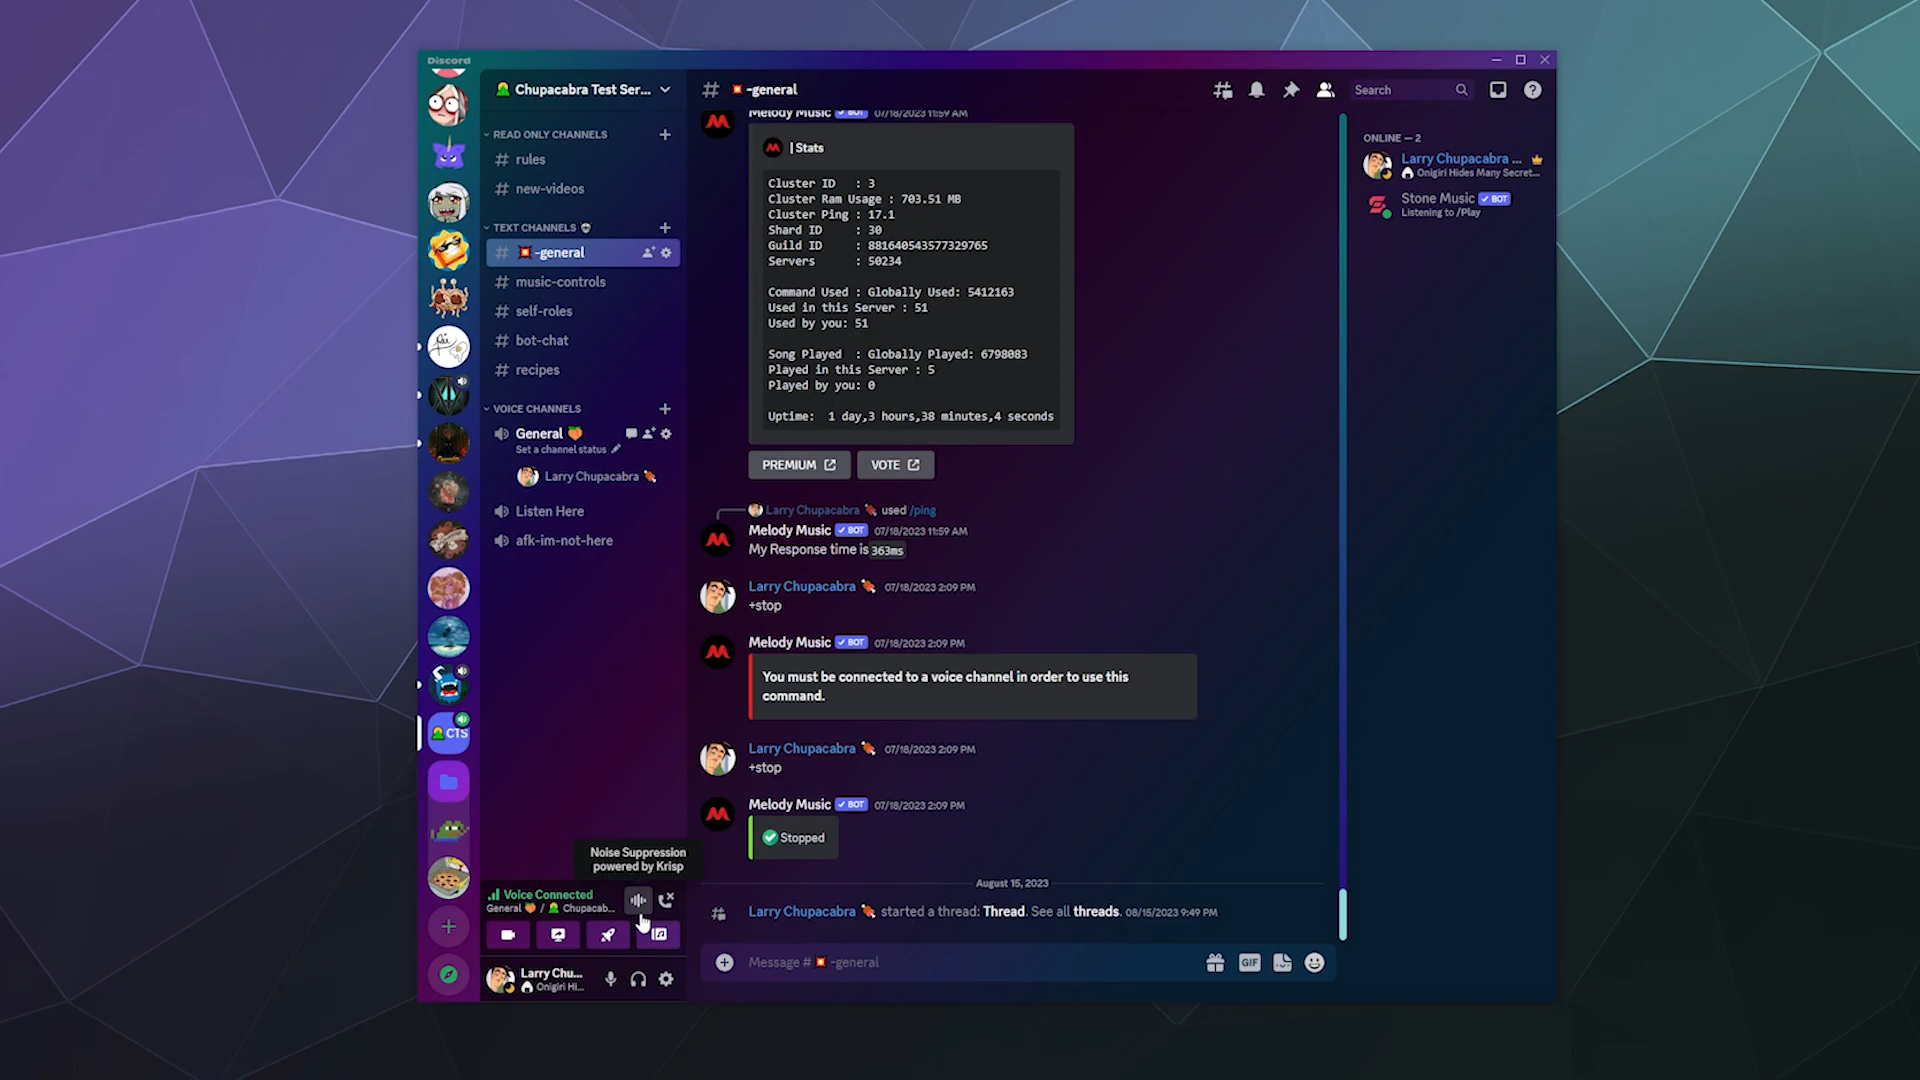 Discord
Chupacabra Test Ser...
READ ONLY CHANNELS
rules
new-videos
TEXT CHANNELS
💥-general
music-controls
self-roles
bot-chat
recipes
VOICE CHANNELS
General 🍑
Set a channel status
Larry Chupacabra 🍖
Listen Here
afk-im-not-here
CTS
Noise Suppression
powered by Krisp
Voice Connected
General 🍑 / Chupacab...
Larry Chu...
🍙 Onigiri Hi...
# 💥-general
Search
Melody Music ✓ BOT 07/18/2023 11:59 AM
| Stats
Cluster ID : 3
Cluster Ram Usage : 703.51 MB
Cluster Ping : 17.1
Shard ID : 30
Guild ID : 881640543577329765
Servers : 50234
Command Used : Globally Used: 5412163
Used in this Server : 51
Used by you: 51
Song Played : Globally Played: 6798083
Played in this Server : 5
Played by you: 0
Uptime: 1 day,3 hours,38 minutes,4 seconds
PREMIUM
VOTE
Larry Chupacabra 🍖 used /ping
Melody Music ✓ BOT 07/18/2023 11:59 AM
My Response time is 363ms
Larry Chupacabra 🍖 07/18/2023 2:09 PM
+stop
Melody Music ✓ BOT 07/18/2023 2:09 PM
You must be connected to a voice channel in order to use this
command.
Larry Chupacabra 🍖 07/18/2023 2:09 PM
+stop
Melody Music ✓ BOT 07/18/2023 2:09 PM
✅ Stopped
August 15, 2023
Larry Chupacabra 🍖 started a thread: Thread. See all threads. 08/15/2023 9:49 PM
Message # 💥-general
GIF
ONLINE — 2
Larry Chupacabra ...
🍙 Onigiri Hides Many Secret...
Stone Music ✓ BOT
Listening to /Play